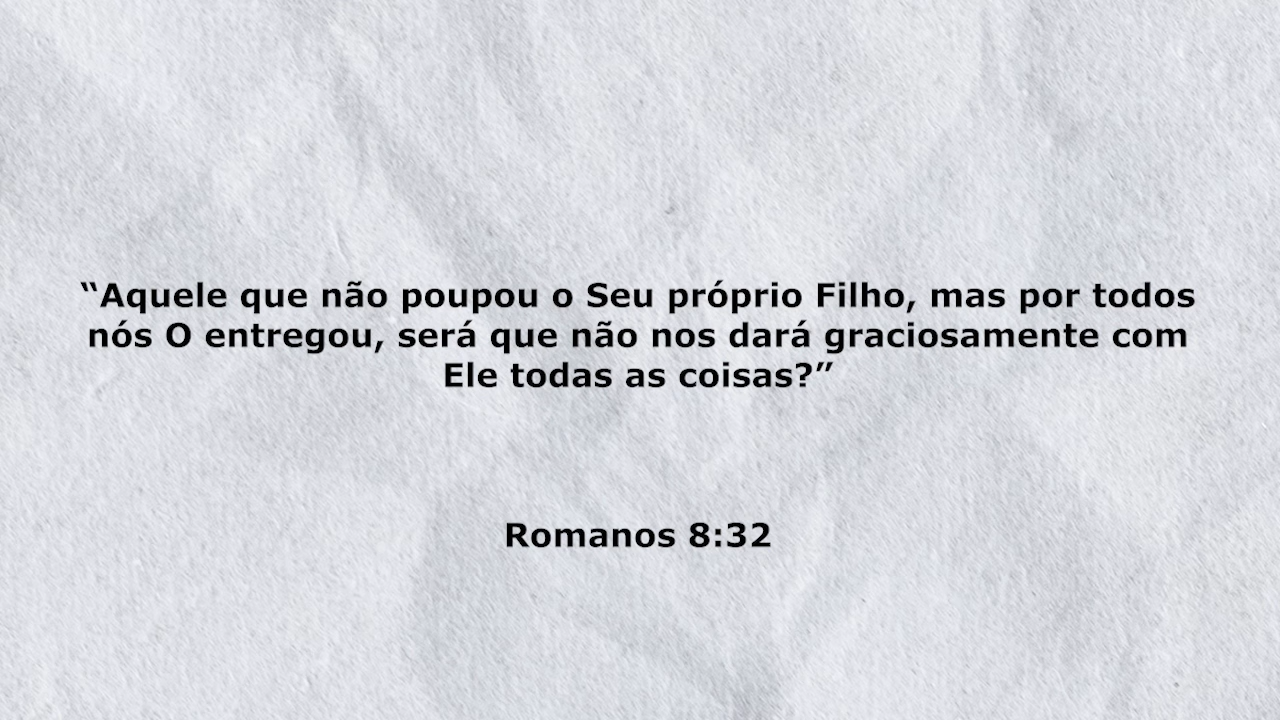 “Aquele que não poupou o Seu próprio Filho, mas por todos
nós O entregou, será que não nos dará graciosamente com
Ele todas as coisas?”
Romanos 8:32